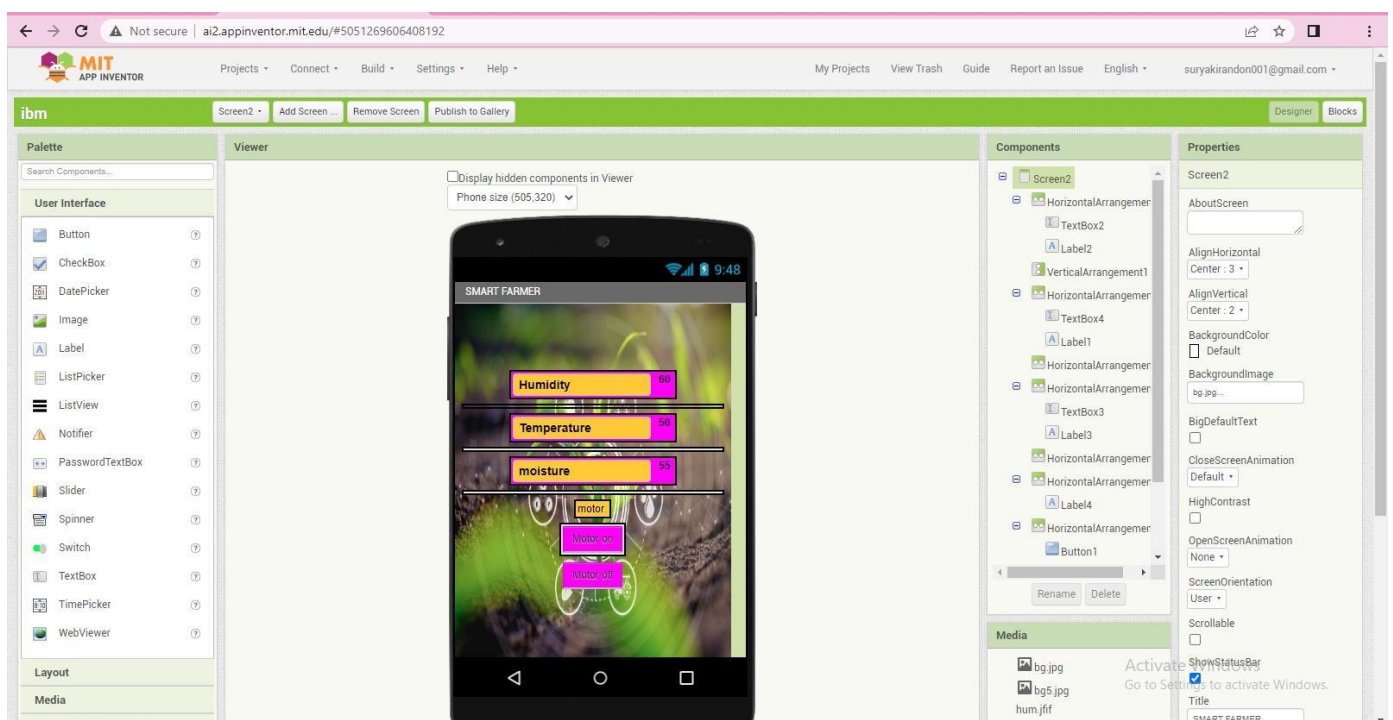 Not secure | ai2.appinventor.mit.edu/#5051269606408192
MIT
APP INVENTOR
Projects Connect Build Settings Help My Projects View Trash Guide Report an Issue English suryakirandon001@gmail.com
ibm Screen2 Add Screen ... Remove Screen Publish to Gallery Designer Blocks
Palette
Search Components...
User Interface
Button
CheckBox
DatePicker
Image
Label
ListPicker
ListView
Notifier
PasswordTextBox
Slider
Spinner
Switch
TextBox
TimePicker
WebViewer
Layout
Media
Viewer
Display hidden components in Viewer
Phone size (505,320)
9:48
SMART FARMER
Humidity 60
Temperature 50
moisture 55
motor
Motor on
Motor off
Components
Screen2
HorizontalArrangemer
TextBox2
Label2
VerticalArrangement1
HorizontalArrangemer
TextBox4
Label1
HorizontalArrangemer
HorizontalArrangemer
TextBox3
Label3
HorizontalArrangemer
HorizontalArrangemer
Label4
HorizontalArrangemer
Button1
Rename Delete
Media
bg.jpg
bg5.jpg
hum.jfif
Properties
Screen2
AboutScreen
AlignHorizontal
Center : 3
AlignVertical
Center : 2
BackgroundColor
Default
BackgroundImage
bg.jpg...
BigDefaultText
CloseScreenAnimation
Default
HighContrast
OpenScreenAnimation
None
ScreenOrientation
User
Scrollable
ShowStatusBar
Title
SMART FARMER
Activate Windows
Go to Settings to activate Windows.